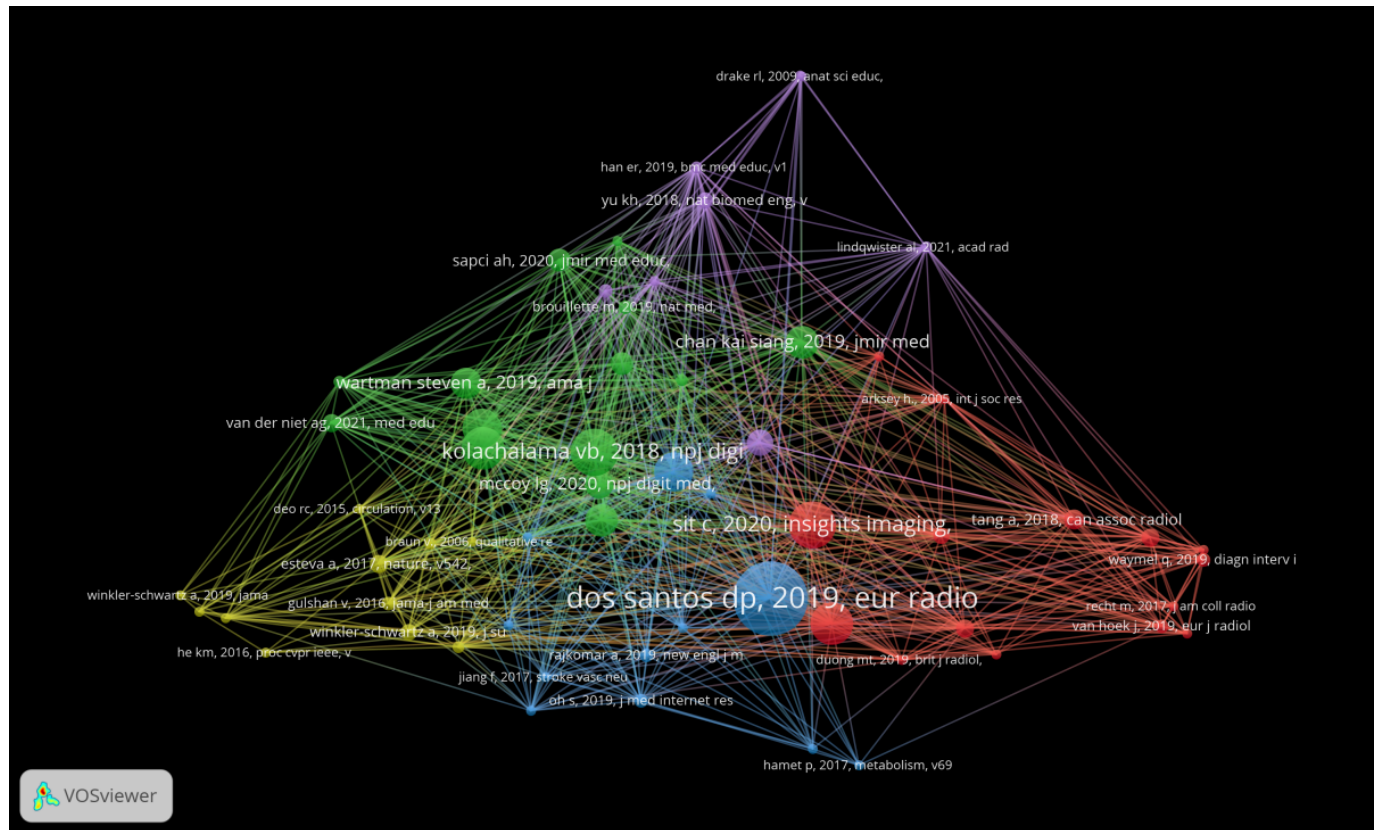 drake rl, 2009, anat sci educ,
han er, 2019, bmc med educ, v1
yu kh, 2018, nat biomed eng, v
lindqwister al, 2021, acad rad
sapci ah, 2020, jmir med educ,
brouillette m, 2019, nat med,
chan kai siang, 2019, jmir med
wartman steven a, 2019, ama j
arksey h., 2005, int j soc res
van der niet ag, 2021, med edu
kolachalama vb, 2018, npj digi
mccoy lg, 2020, npj digit med,
deo rc, 2015, circulation, v13
sit c, 2020, insights imaging,
tang a, 2018, can assoc radiol
braun v., 2006, qualitative re
esteva a, 2017, nature, v542,
waymel q, 2019, diagn interv i
winkler-schwartz a, 2019, jama
gulshan v, 2016, jama-j am med
dos santos dp, 2019, eur radio
recht m, 2017, j am coll radio
van hoek j, 2019, eur j radiol
winkler-schwartz a, 2019, j su
he km, 2016, proc cvpr ieee, v
rajkomar a, 2019, new engl j m
duong mt, 2019, brit j radiol,
jiang f, 2017, stroke vasc neu
oh s, 2019, j med internet res
hamet p, 2017, metabolism, v69
VOSviewer